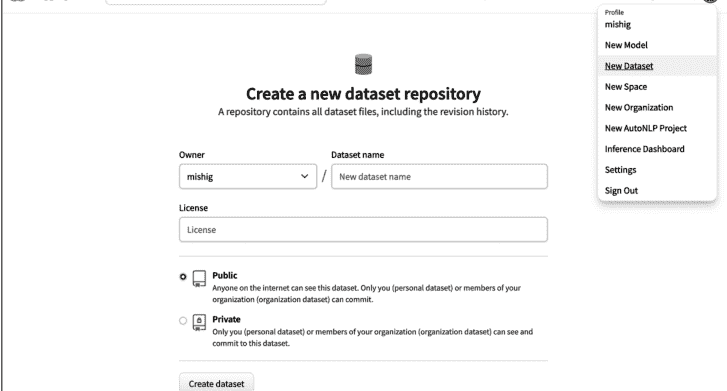 Profile
mishig
New Model
New Dataset
New Space
New Organization
New AutoNLP Project
Inference Dashboard
Settings
Sign Out
Create a new dataset repository
A repository contains all dataset files, including the revision history.
Owner
Dataset name
mishig
/
New dataset name
License
License
Public
Anyone on the internet can see this dataset. Only you (personal dataset) or members of your
organization (organization dataset) can commit.
Private
Only you (personal dataset) or members of your organization (organization dataset) can see and
commit to this dataset.
Create dataset